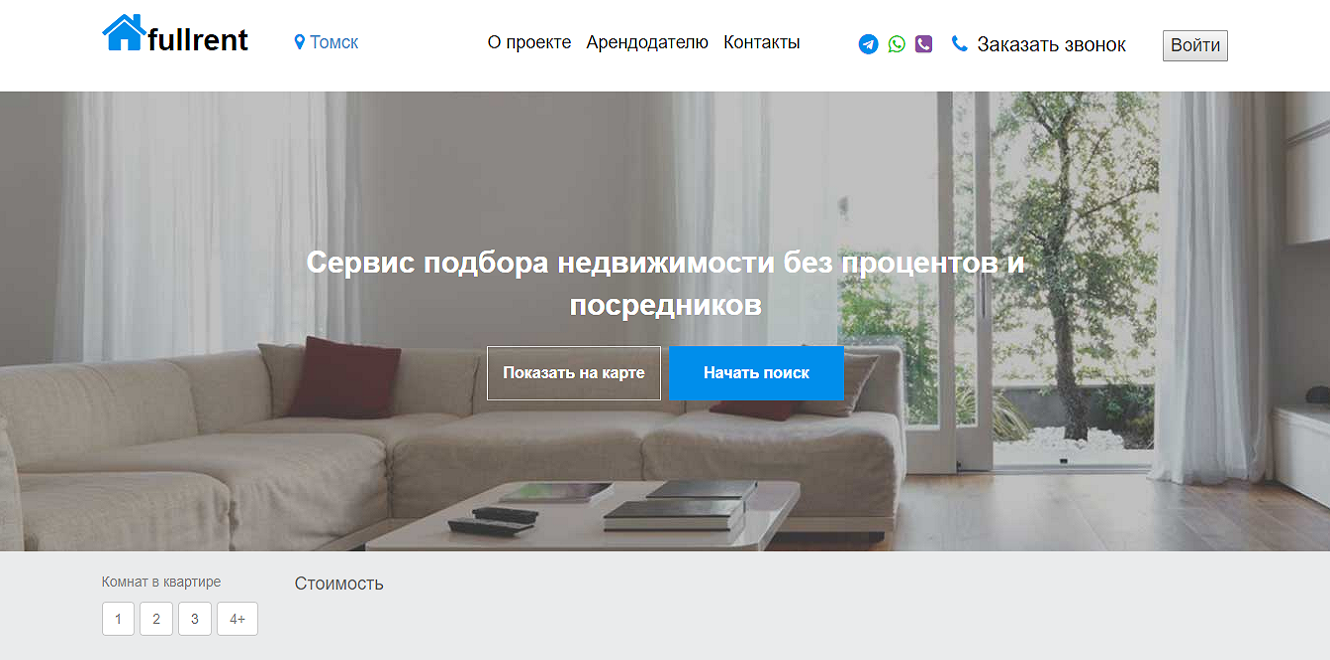 fullrent
Томск
О проекте Арендодателю Контакты
Заказать звонок
Войти
Сервис подбора недвижимости без процентов и
посредников
Показать на карте
Начать поиск
Комнат в квартире
Стоимость
1 2 3 4+